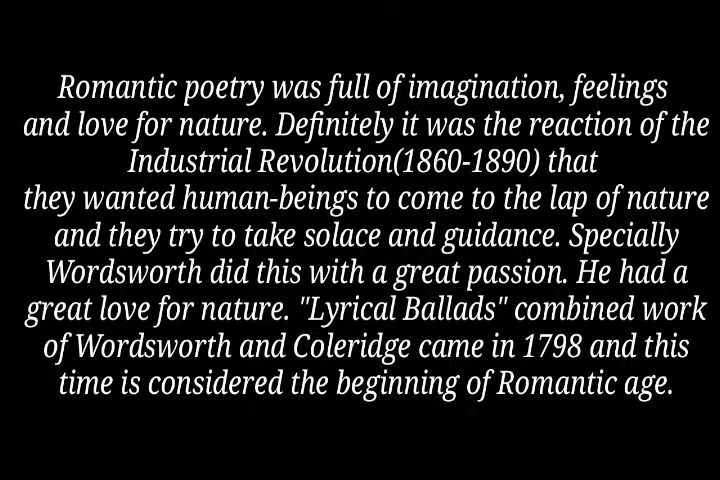 Romantic poetry was full of imagination, feelings
and love for nature. Definitely it was the reaction of the
Industrial Revolution(1860-1890) that
they wanted human-beings to come to the lap of nature
and they try to take solace and guidance. Specially
Wordsworth did this with a great passion. He had a
great love for nature. "Lyrical Ballads" combined work
of Wordsworth and Coleridge came in 1798 and this
time is considered the beginning of Romantic age.